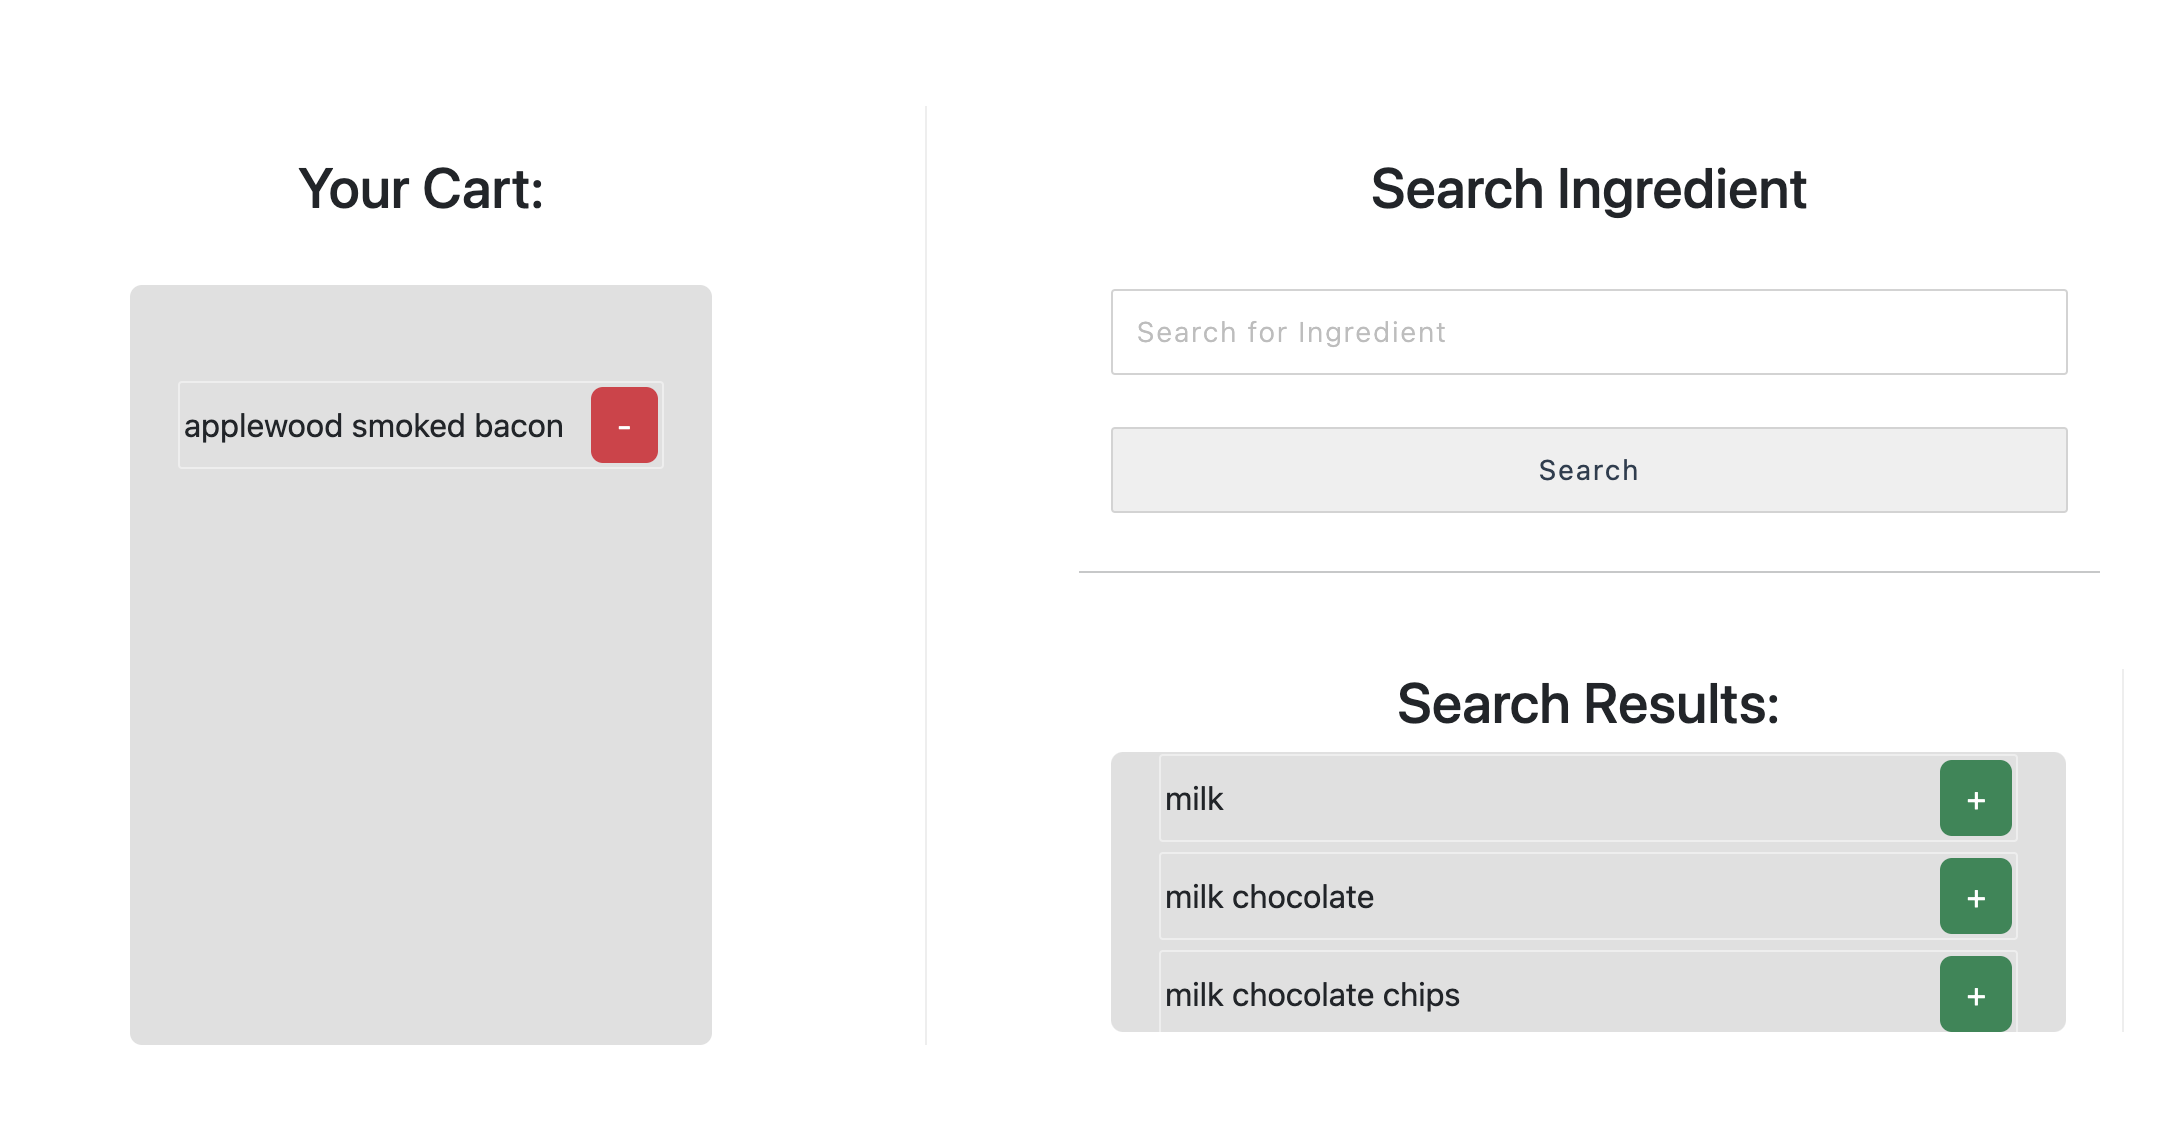 Your Cart:
applewood smoked bacon -
Search Ingredient
Search for Ingredient
Search
Search Results:
milk +
milk chocolate +
milk chocolate chips +